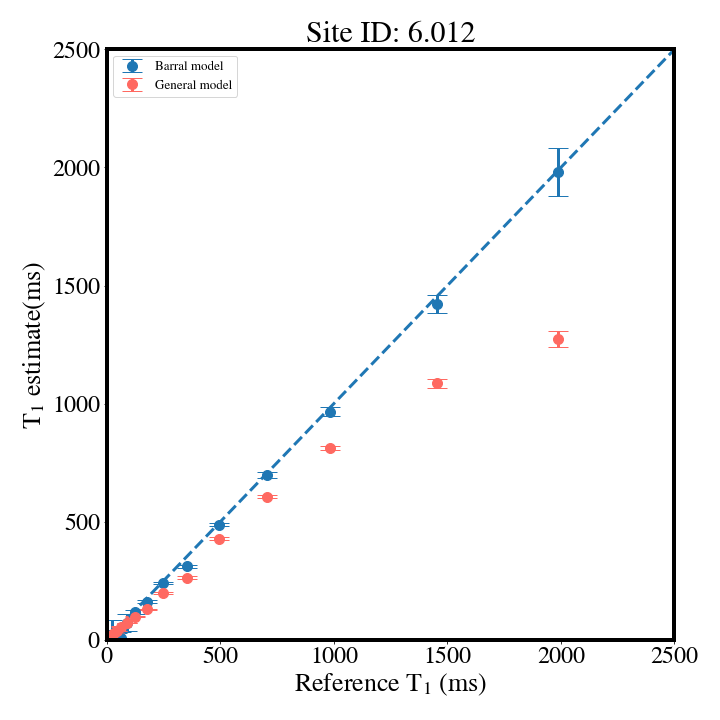 Site ID: 6.012
2500
2000
1500
1000
500
0
T₁ estimate(ms)
Barral model
General model
0 500 1000 1500 2000 2500
Reference T₁ (ms)